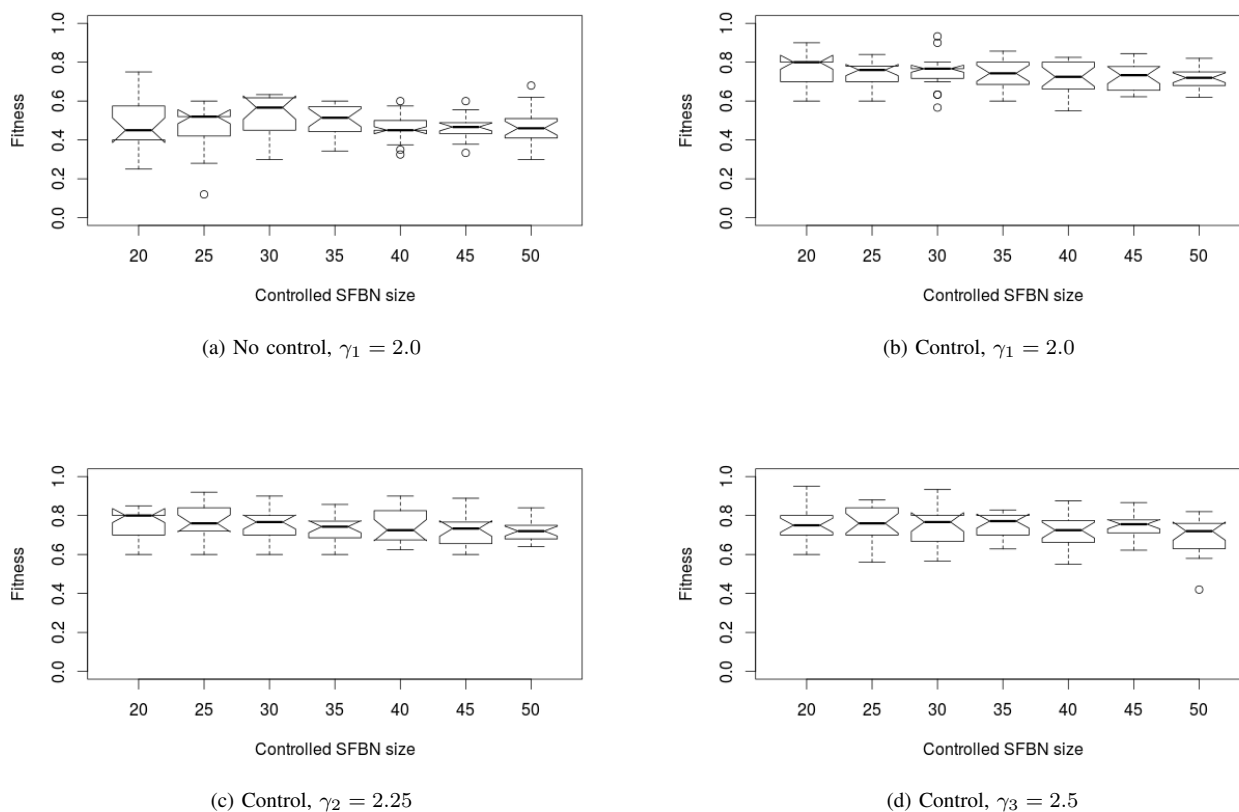 Fitness
0.0 0.2 0.4 0.6 0.8 1.0
20 25 30 35 40 45 50
Controlled SFBN size
(a) No control, γ₁ = 2.0
Fitness
0.0 0.2 0.4 0.6 0.8 1.0
20 25 30 35 40 45 50
Controlled SFBN size
(b) Control, γ₁ = 2.0
Fitness
0.0 0.2 0.4 0.6 0.8 1.0
20 25 30 35 40 45 50
Controlled SFBN size
(c) Control, γ₂ = 2.25
Fitness
0.0 0.2 0.4 0.6 0.8 1.0
20 25 30 35 40 45 50
Controlled SFBN size
(d) Control, γ₃ = 2.5